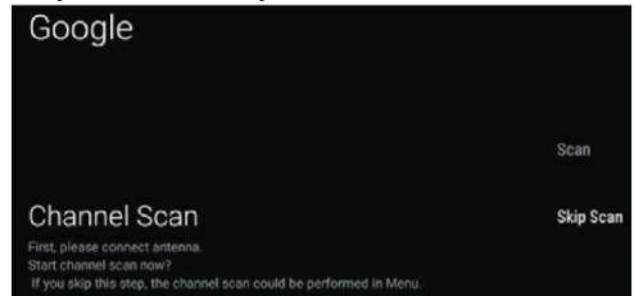 Google
Scan
Channel Scan
Skip Scan
First, please connect antenna.
Start channel scan now?
If you skip this step, the channel scan could be performed in Menu.